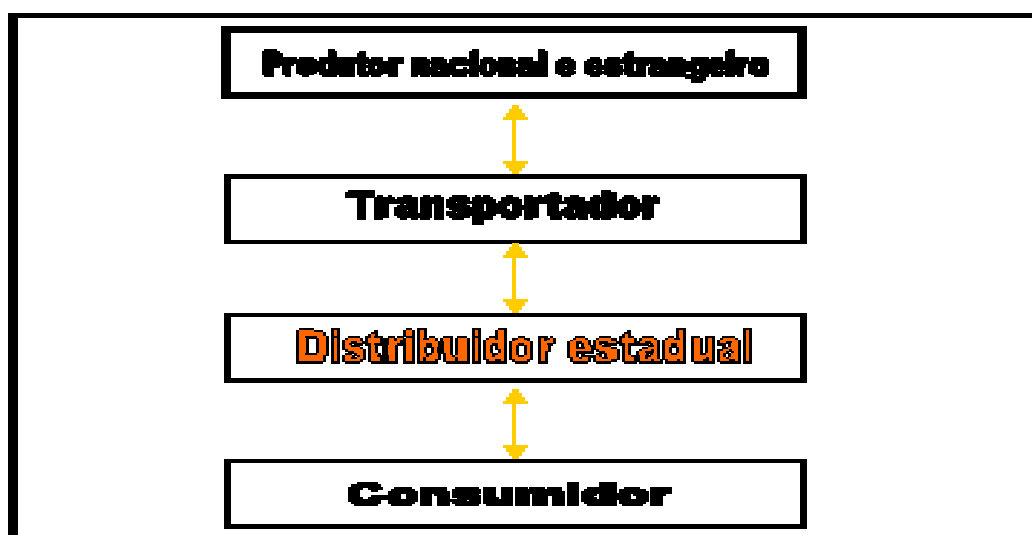 Produtor nacional e estrangeiro
Transportador
Distribuidor estadual
Consumidor